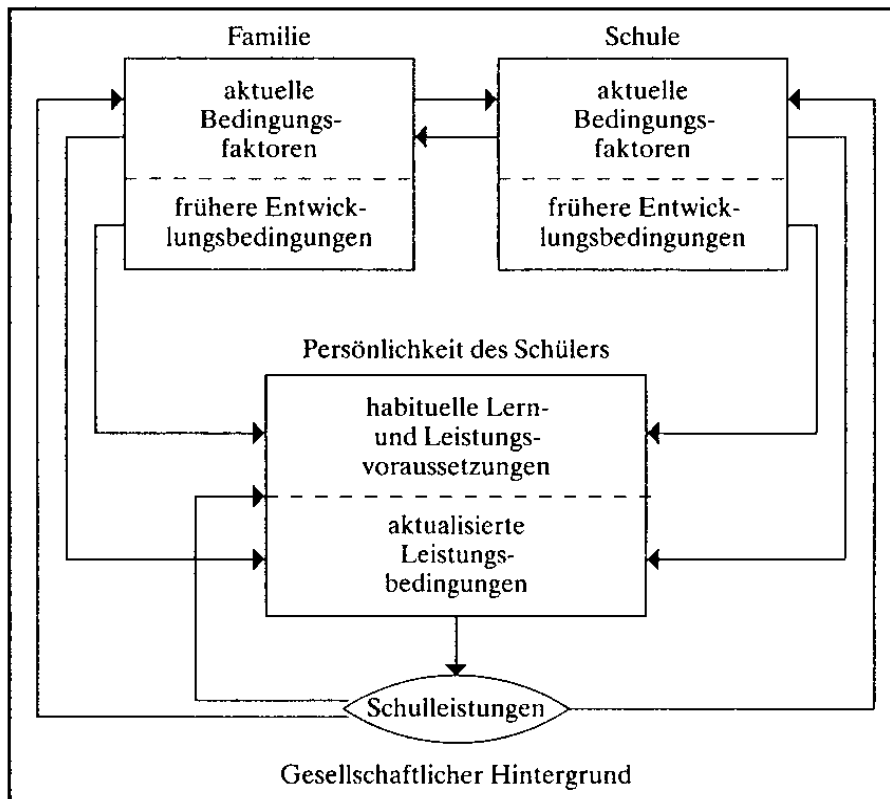 Familie
Schule
aktuelle
Bedingungs-
faktoren
frühere Entwick-
lungsbedingungen
aktuelle
Bedingungs-
faktoren
frühere Entwick-
lungsbedingungen
Persönlichkeit des Schülers
habituelle Lern-
und Leistungs-
voraussetzungen
aktualisierte
Leistungs-
bedingungen
Schulleistungen
Gesellschaftlicher Hintergrund